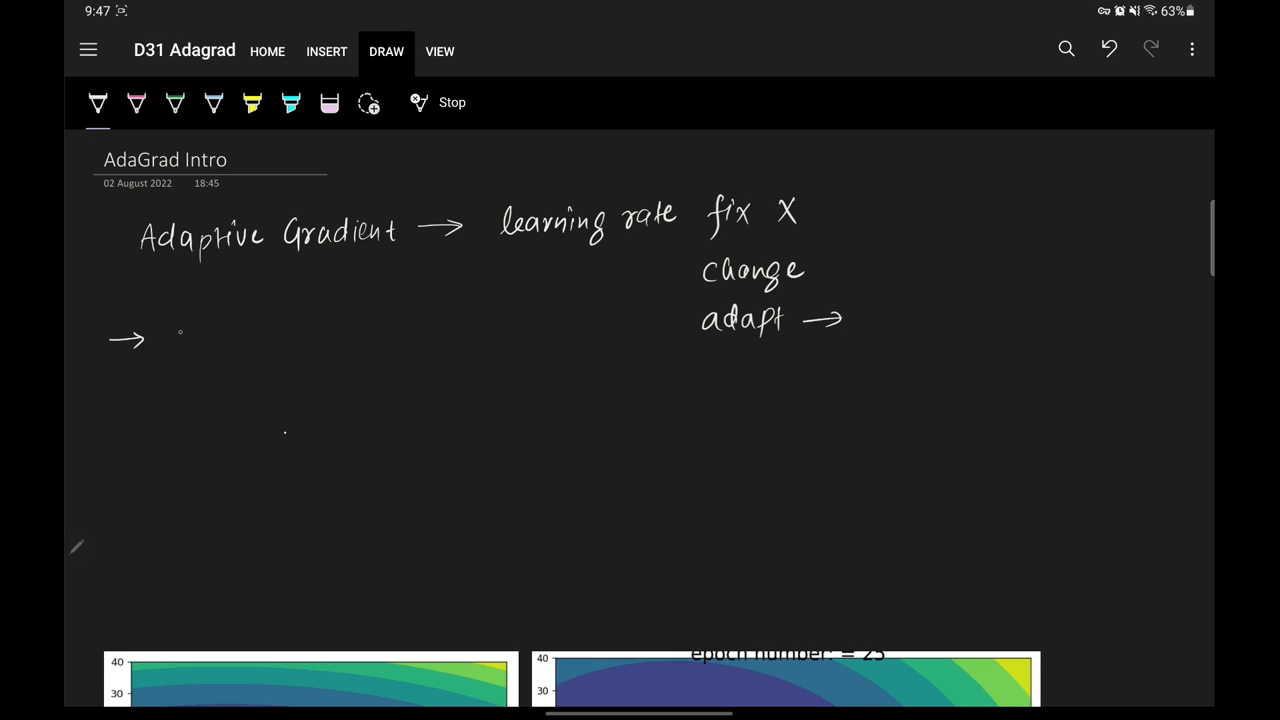 9:47 63%
D31 Adagrad HOME INSERT DRAW VIEW
Stop
AdaGrad Intro
02 August 2022 18:45
Adaptive Gradient → learning rate fix X
change
adapt →
→
epoch number: = 25
40 40
30 30